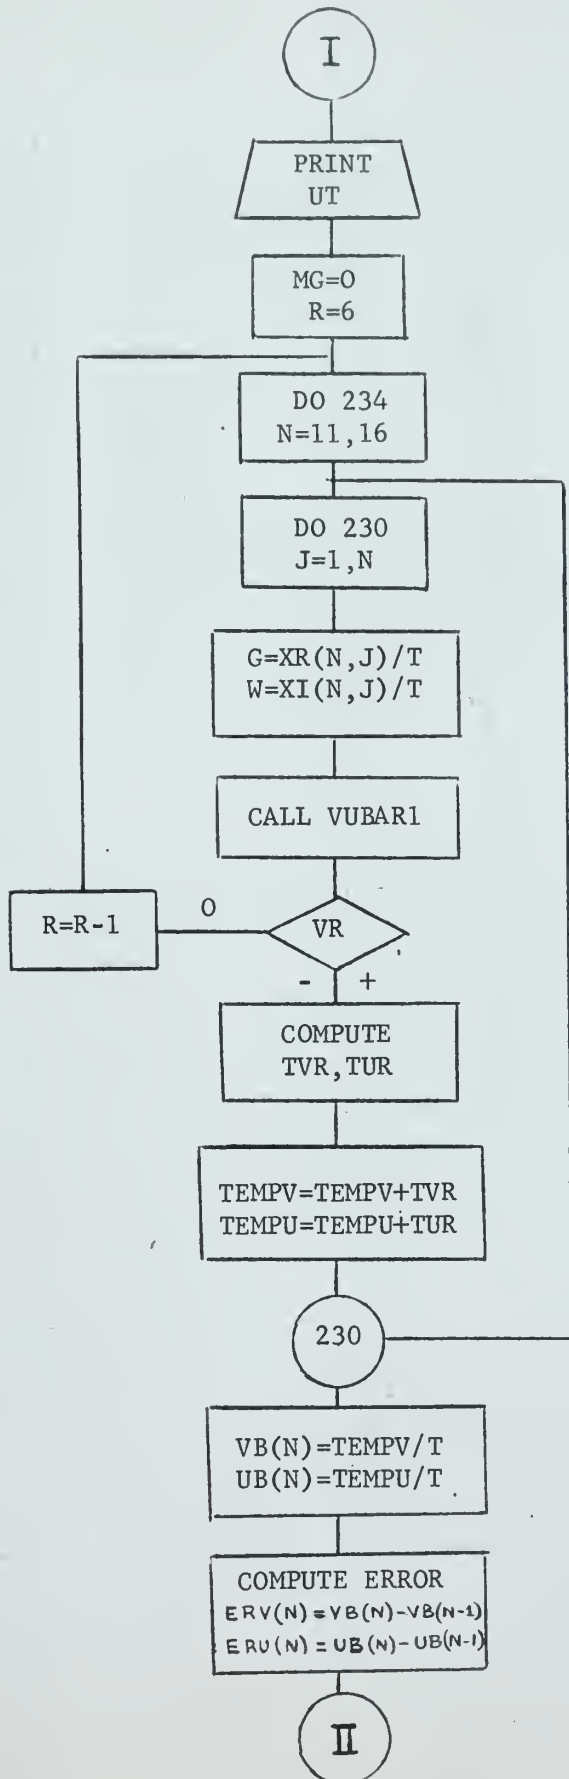 I
PRINT
UT
MG=0
R=6
DO 234
N=11,16
DO 230
J=1,N
G=XR(N,J)/T
W=XI(N,J)/T
CALL VUBAR1
R=R-1
0
VR
- +
COMPUTE
TVR,TUR
TEMPV=TEMPV+TVR
TEMPU=TEMPU+TUR
230
VB(N)=TEMPV/T
UB(N)=TEMPU/T
COMPUTE ERROR
ERV(N)=VB(N)-VB(N-1)
ERU(N)=UB(N)-UB(N-1)
II